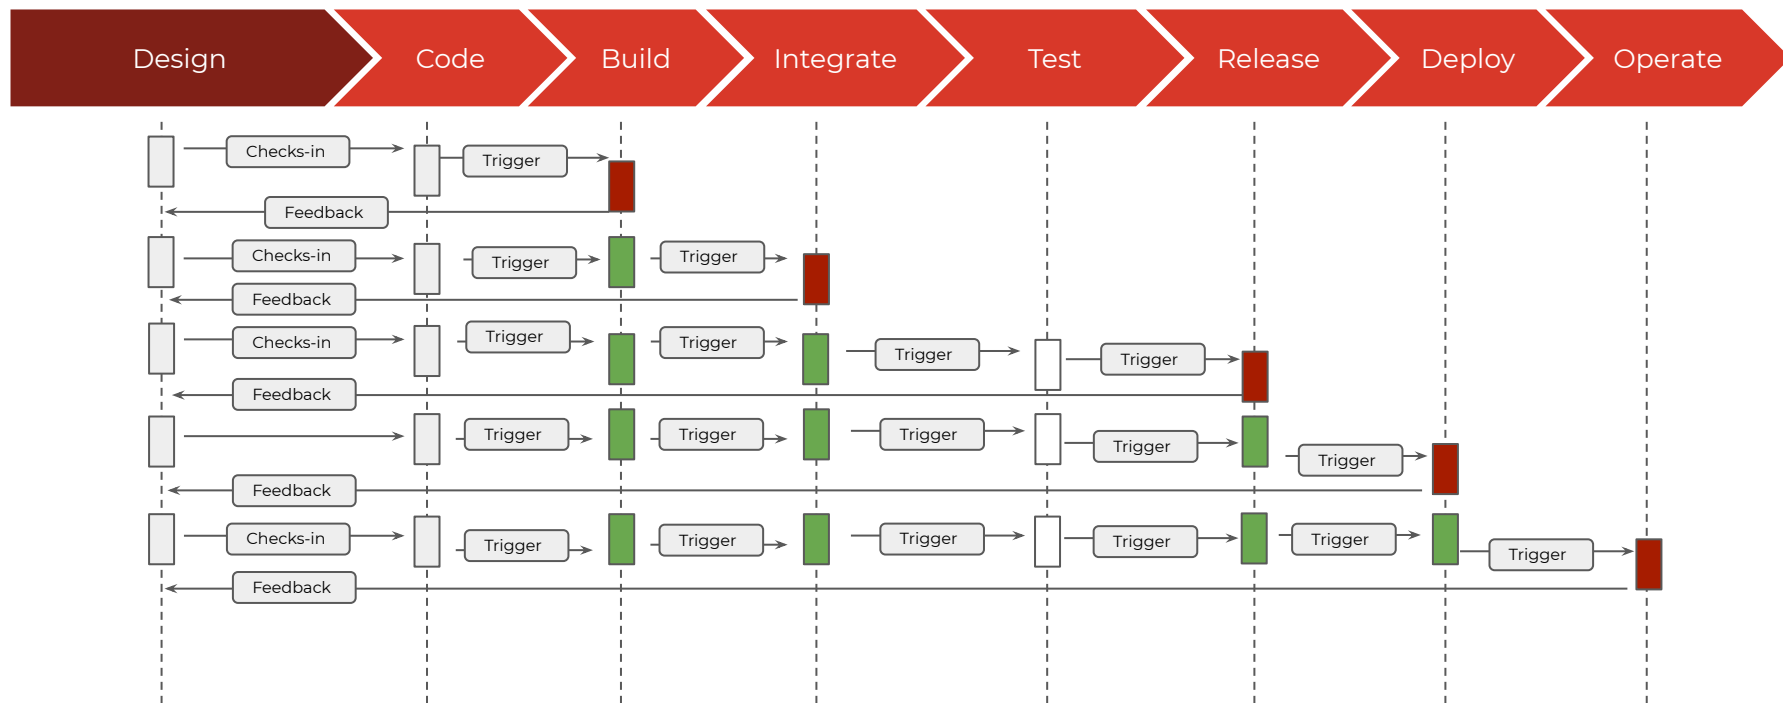 Design
Code
Build
Integrate
Test
Release
Deploy
Operate
Checks-in
Trigger
Feedback
Checks-in
Trigger
Trigger
Feedback
Checks-in
Trigger
Trigger
Trigger
Trigger
Feedback
Trigger
Trigger
Trigger
Trigger
Trigger
Feedback
Checks-in
Trigger
Trigger
Trigger
Trigger
Trigger
Trigger
Feedback